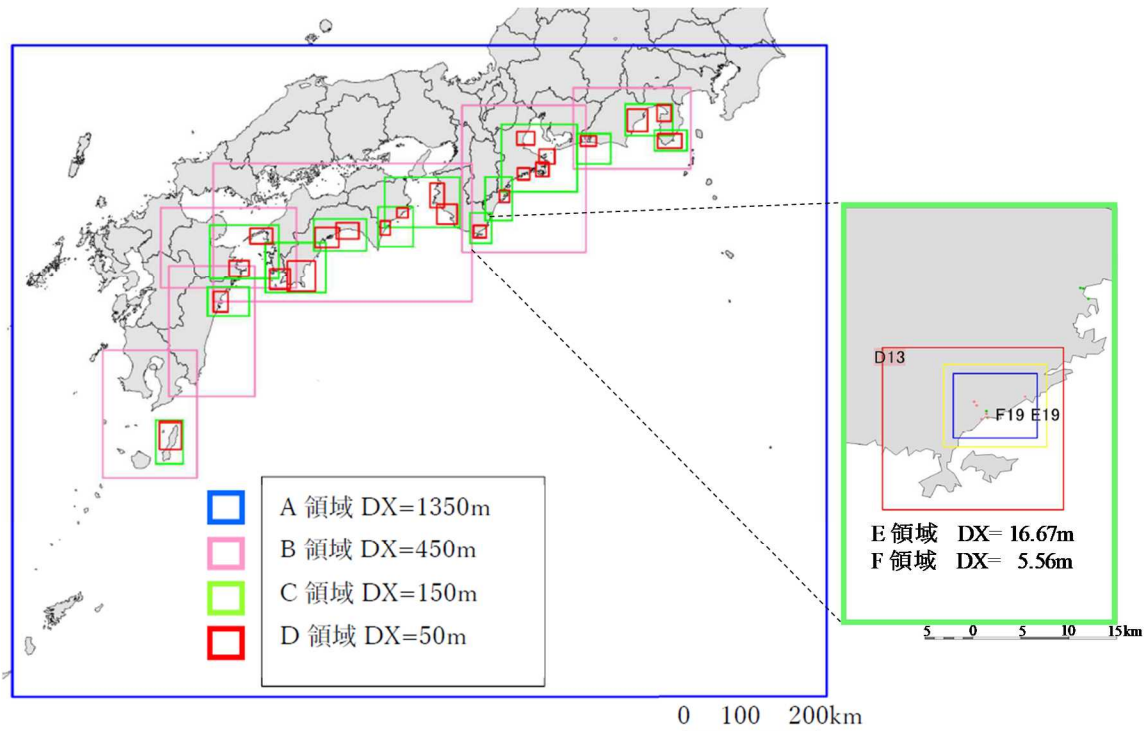 A 領域 DX=1350m
B 領域 DX=450m
C 領域 DX=150m
D 領域 DX=50m
0 100 200km
D13
F19 E19
E 領域 DX= 16.67m
F 領域 DX= 5.56m
5 0 5 10 15km